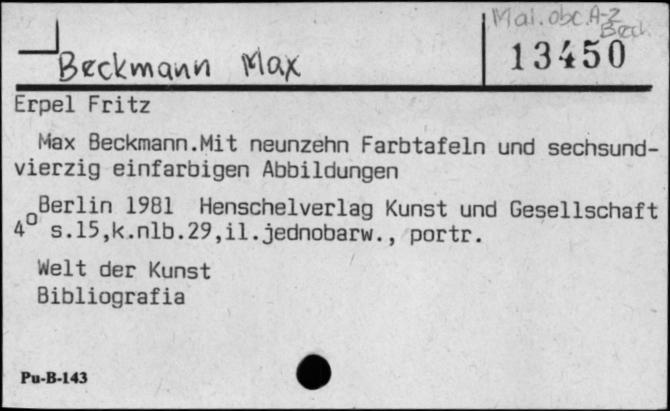 Mal. obc. A-Z
Beck.
Beckmann Max
13450
Erpel Fritz
Max Beckmann.Mit neunzehn Farbtafeln und sechsund-
vierzig einfarbigen Abbildungen
Berlin 1981 Henschelverlag Kunst und Gesellschaft
4° s.15,k.nlb.29,il.jednobarw., portr.
Welt der Kunst
Bibliografia
Pu-B-143